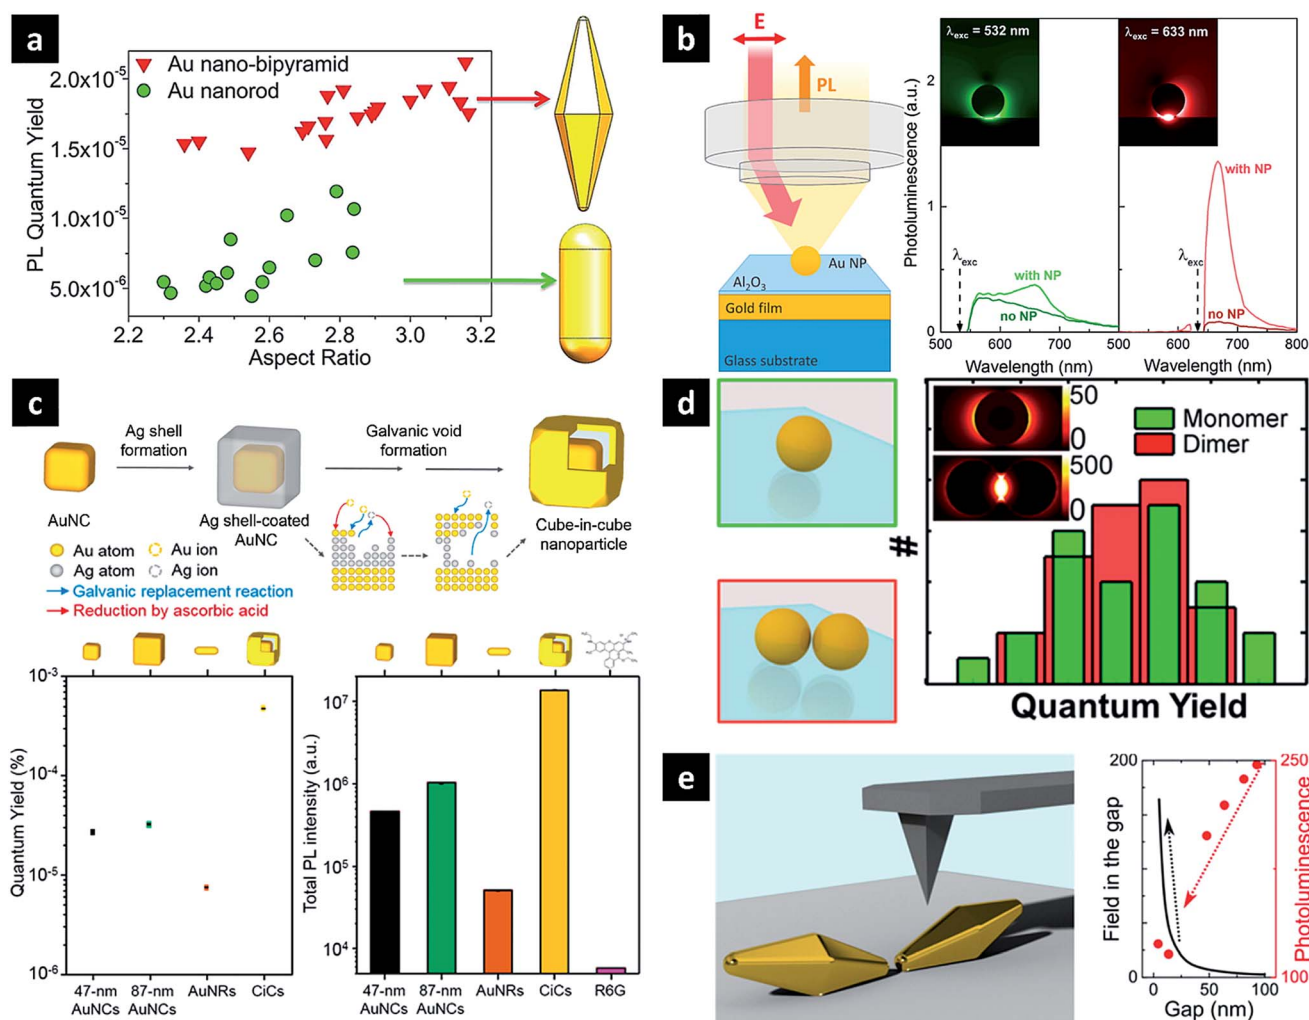 a
Au nano-bipyramid
Au nanorod
PL Quantum Yield
2.0x10⁻⁵
1.5x10⁻⁵
1.0x10⁻⁵
5.0x10⁻⁶
2.2 2.4 2.6 2.8 3.0 3.2
Aspect Ratio
b
E
PL
Au NP
Al₂O₃
Gold film
Glass substrate
Photoluminescence (a.u.)
2
1
0
λexc = 532 nm
λexc = 633 nm
with NP
λexc
λexc
with NP
no NP
no NP
500 600 700 500 600 700 800
Wavelength (nm) Wavelength (nm)
c
Ag shell
formation
Galvanic void
formation
AuNC
Ag shell-coated
AuNC
Cube-in-cube
nanoparticle
Au atom Au ion
Ag atom Ag ion
Galvanic replacement reaction
Reduction by ascorbic acid
Quantum Yield (%)
10⁻³
10⁻⁴
10⁻⁵
10⁻⁶
47-nm
AuNCs
87-nm
AuNCs
AuNRs
CiCs
Total PL intensity (a.u.)
10⁷
10⁶
10⁵
10⁴
47-nm
AuNCs
87-nm
AuNCs
AuNRs
CiCs
R6G
d
50
0
500
0
Monomer
Dimer
#
Quantum Yield
e
Field in the gap
200
0
250
100
Photoluminescence
0 50 100
Gap (nm)